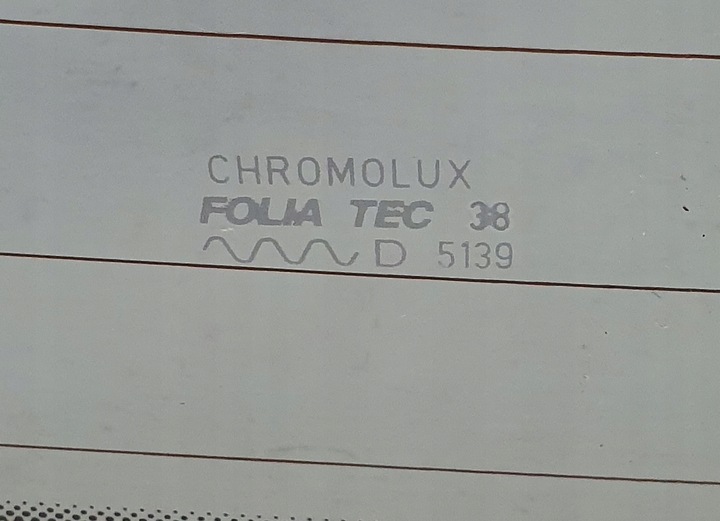 CHROMOLUX
FOLIA TEC 38
D 5139